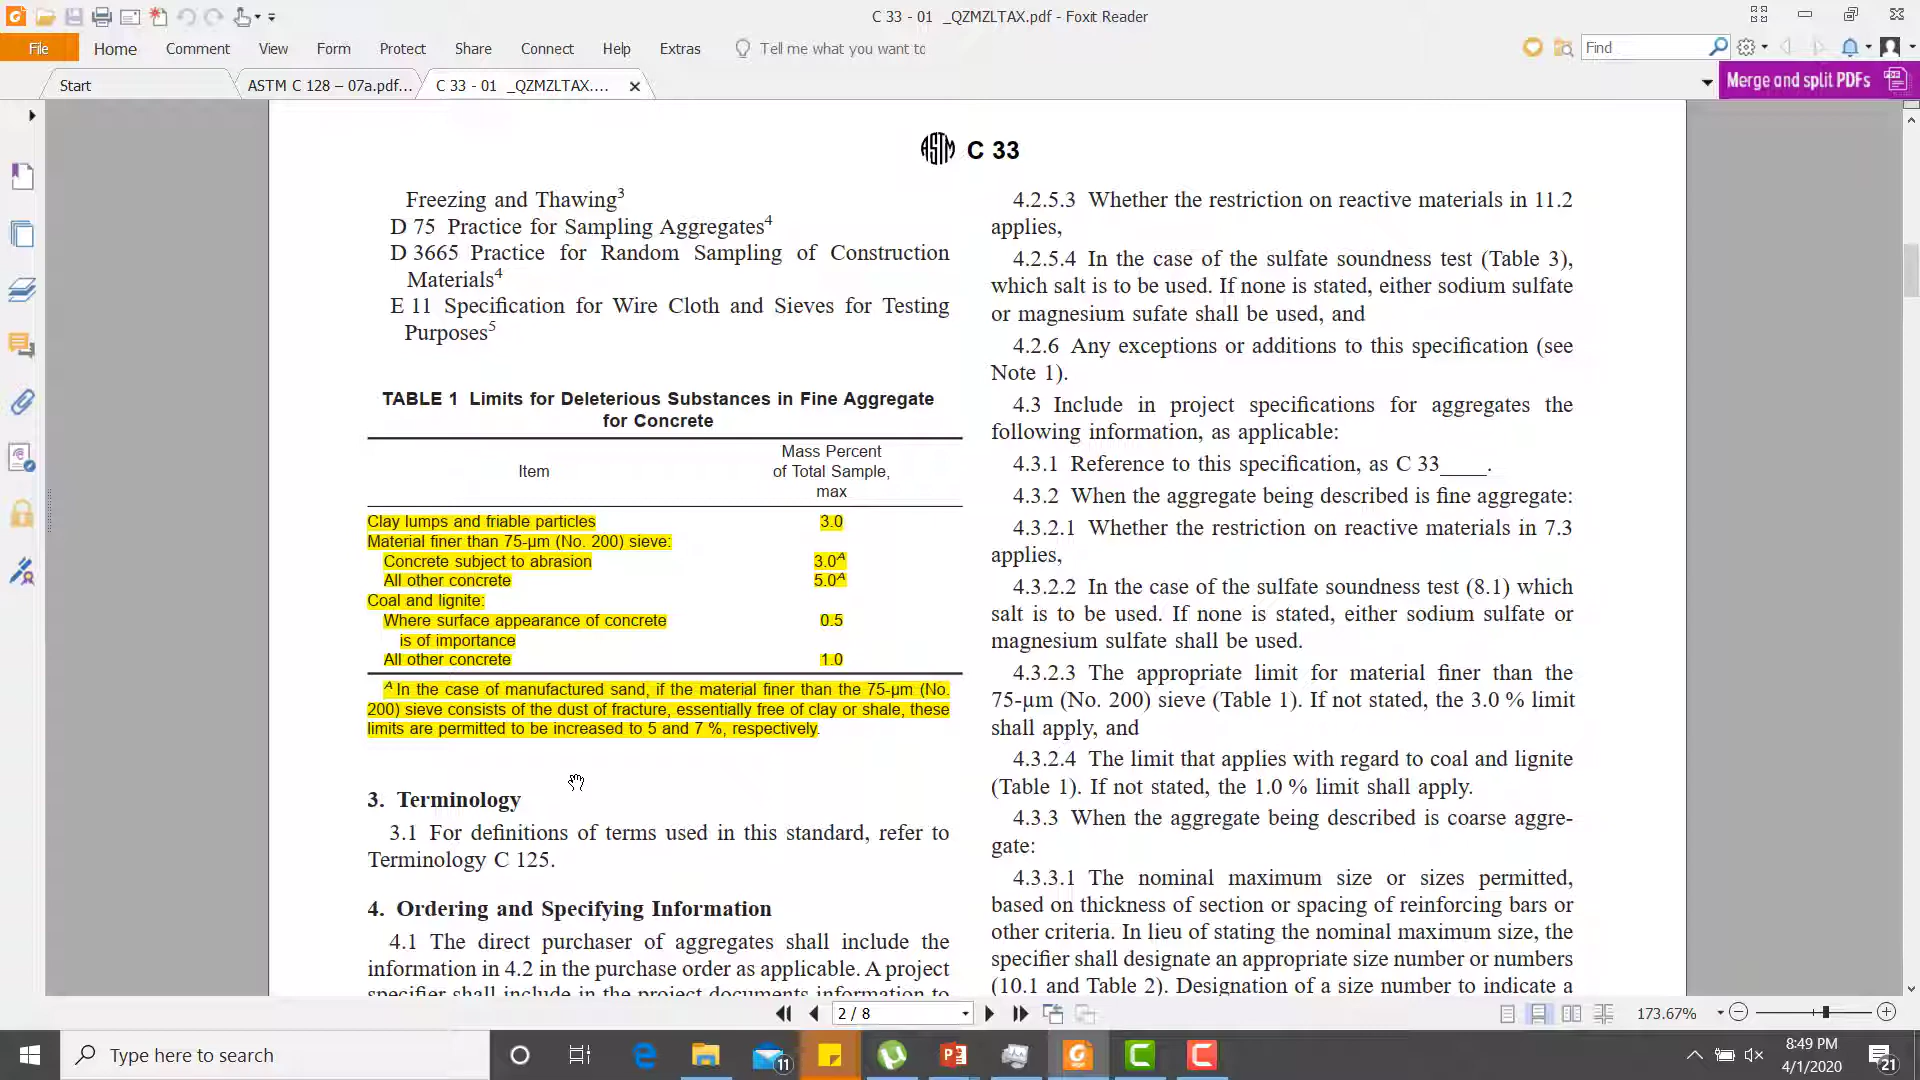 C 33 - 01 _QZMZLTAX.pdf - Foxit Reader
File
Home
Comment
View
Form
Protect
Share
Connect
Help
Extras
Tell me what you want to
Find
Start
ASTM C 128 – 07a.pdf...
C 33 - 01 _QZMZLTAX....
Merge and split PDFs
ASTM C 33
Freezing and Thawing3
D 75 Practice for Sampling Aggregates4
D 3665 Practice for Random Sampling of Construction
Materials4
E 11 Specification for Wire Cloth and Sieves for Testing
Purposes5
TABLE 1 Limits for Deleterious Substances in Fine Aggregate
for Concrete
Item
Mass Percent
of Total Sample,
max
Clay lumps and friable particles 3.0
Material finer than 75-µm (No. 200) sieve:
Concrete subject to abrasion 3.0A
All other concrete 5.0A
Coal and lignite:
Where surface appearance of concrete 0.5
is of importance
All other concrete 1.0
A In the case of manufactured sand, if the material finer than the 75-µm (No.
200) sieve consists of the dust of fracture, essentially free of clay or shale, these
limits are permitted to be increased to 5 and 7 %, respectively.
3. Terminology
3.1 For definitions of terms used in this standard, refer to
Terminology C 125.
4. Ordering and Specifying Information
4.1 The direct purchaser of aggregates shall include the
information in 4.2 in the purchase order as applicable. A project
specifier shall include in the project documents information to
4.2.5.3 Whether the restriction on reactive materials in 11.2
applies,
4.2.5.4 In the case of the sulfate soundness test (Table 3),
which salt is to be used. If none is stated, either sodium sulfate
or magnesium sufate shall be used, and
4.2.6 Any exceptions or additions to this specification (see
Note 1).
4.3 Include in project specifications for aggregates the
following information, as applicable:
4.3.1 Reference to this specification, as C 33____.
4.3.2 When the aggregate being described is fine aggregate:
4.3.2.1 Whether the restriction on reactive materials in 7.3
applies,
4.3.2.2 In the case of the sulfate soundness test (8.1) which
salt is to be used. If none is stated, either sodium sulfate or
magnesium sulfate shall be used.
4.3.2.3 The appropriate limit for material finer than the
75-µm (No. 200) sieve (Table 1). If not stated, the 3.0 % limit
shall apply, and
4.3.2.4 The limit that applies with regard to coal and lignite
(Table 1). If not stated, the 1.0 % limit shall apply.
4.3.3 When the aggregate being described is coarse aggre-
gate:
4.3.3.1 The nominal maximum size or sizes permitted,
based on thickness of section or spacing of reinforcing bars or
other criteria. In lieu of stating the nominal maximum size, the
specifier shall designate an appropriate size number or numbers
(10.1 and Table 2). Designation of a size number to indicate a
2 / 8
173.67%
Type here to search
11
8:49 PM
4/1/2020
21